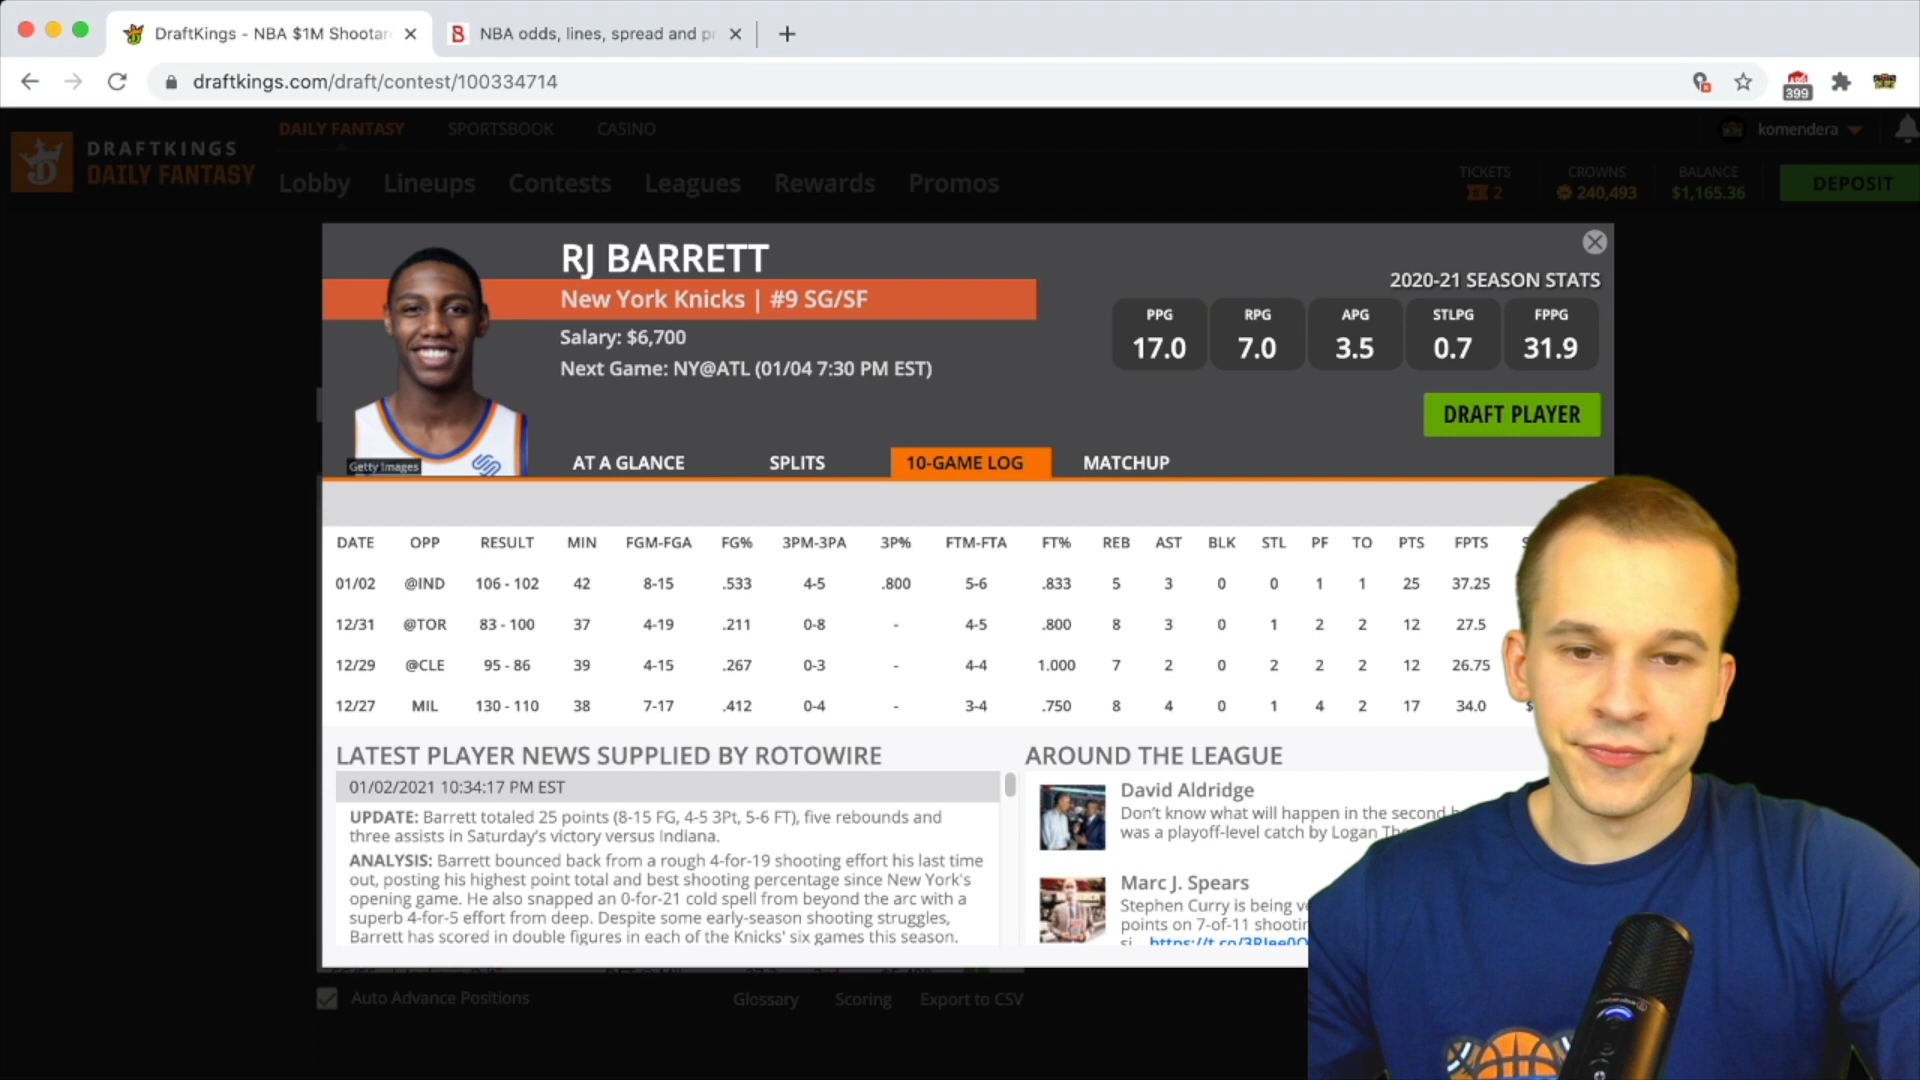 DraftKings - NBA $1M Shootar
NBA odds, lines, spread and pr
draftkings.com/draft/contest/100334714
399
DRAFTKINGS
DAILY FANTASY
DAILY FANTASY SPORTSBOOK CASINO
Lobby Lineups Contests Leagues Rewards Promos
komendera
TICKETS
2
CROWNS
240,493
BALANCE
$1,165.36
DEPOSIT
RJ BARRETT
New York Knicks | #9 SG/SF
Salary: $6,700
Next Game: NY@ATL (01/04 7:30 PM EST)
Getty Images
2020-21 SEASON STATS
PPG RPG APG STLPG FPPG
17.0 7.0 3.5 0.7 31.9
DRAFT PLAYER
AT A GLANCE SPLITS 10-GAME LOG MATCHUP
DATE OPP RESULT MIN FGM-FGA FG% 3PM-3PA 3P% FTM-FTA FT% REB AST BLK STL PF TO PTS FPTS
01/02 @IND 106 - 102 42 8-15 .533 4-5 .800 5-6 .833 5 3 0 0 1 1 25 37.25
12/31 @TOR 83 - 100 37 4-19 .211 0-8 - 4-5 .800 8 3 0 1 2 2 12 27.5
12/29 @CLE 95 - 86 39 4-15 .267 0-3 - 4-4 1.000 7 2 0 2 2 2 12 26.75
12/27 MIL 130 - 110 38 7-17 .412 0-4 - 3-4 .750 8 4 0 1 4 2 17 34.0 $
LATEST PLAYER NEWS SUPPLIED BY ROTOWIRE
01/02/2021 10:34:17 PM EST
UPDATE: Barrett totaled 25 points (8-15 FG, 4-5 3Pt, 5-6 FT), five rebounds and
three assists in Saturday's victory versus Indiana.
ANALYSIS: Barrett bounced back from a rough 4-for-19 shooting effort his last time
out, posting his highest point total and best shooting percentage since New York's
opening game. He also snapped an 0-for-21 cold spell from beyond the arc with a
superb 4-for-5 effort from deep. Despite some early-season shooting struggles,
Barrett has scored in double figures in each of the Knicks' six games this season.
AROUND THE LEAGUE
David Aldridge
Don't know what will happen in the second h
was a playoff-level catch by Logan Tho
Marc J. Spears
Stephen Curry is being ve
points on 7-of-11 shootin
si... https://t.co/3RJee0O
Auto Advance Positions
Glossary Scoring Export to CSV